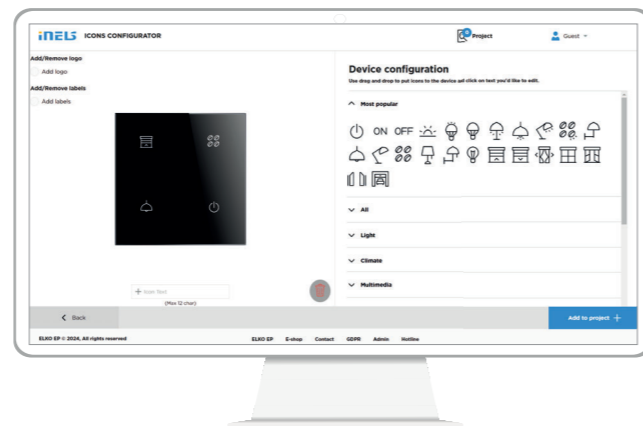 iNELS ICONS CONFIGURATOR
0
Project
Guest
Add/Remove logo
Add logo
Add/Remove labels
Add labels
Device configuration
Use drag and drop to put icons to the device and click on text you'd like to edit.
Most popular
ON OFF
All
Light
Climate
Multimedia
+ Icon Text
(Max 12 char)
Back
Add to project +
ELKO EP © 2024, All rights reserved
ELKO EP E-shop Contact GDPR Admin Hotline